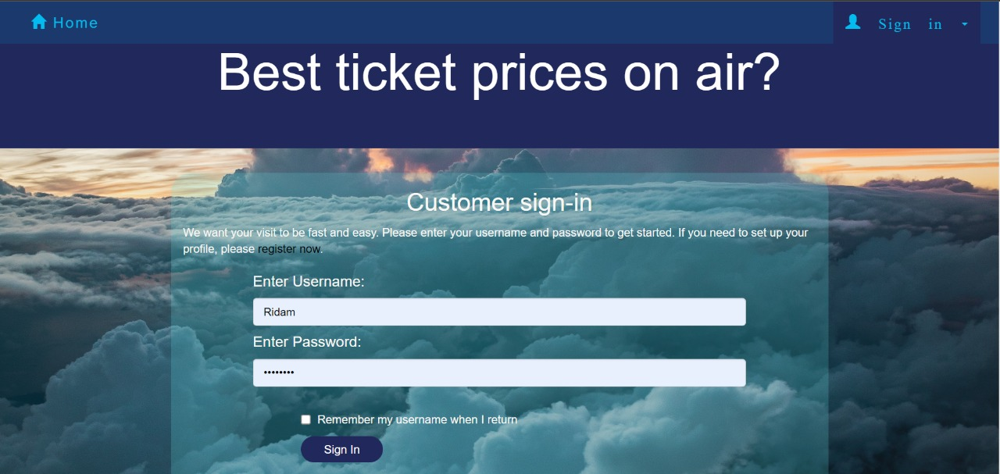 Home
Sign in
Best ticket prices on air?
Customer sign-in
We want your visit to be fast and easy. Please enter your username and password to get started. If you need to set up your
profile, please register now.
Enter Username:
Ridam
Enter Password:
••••••••
Remember my username when I return
Sign In